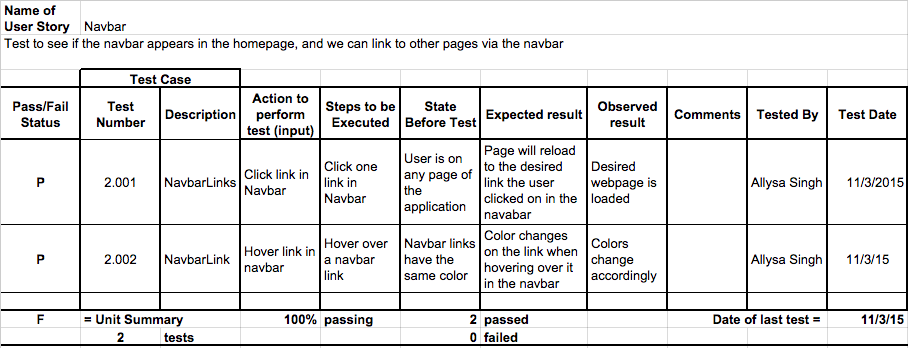 Name of
User Story Navbar
Test to see if the navbar appears in the homepage, and we can link to other pages via the navbar
Test Case
Pass/Fail
Status
Test
Number
Description
Action to
perform
test (input)
Steps to be
Executed
State
Before Test
Expected result
Observed
result
Comments
Tested By
Test Date
P
2.001
NavbarLinks
Click link in
Navbar
Click one
link in
Navbar
User is on
any page of
the
application
Page will reload
to the desired
link the user
clicked on in the
navabar
Desired
webpage is
loaded
Allysa Singh
11/3/2015
P
2.002
NavbarLink
Hover link in
navbar
Hover over
a navbar
link
Navbar links
have the
same color
Color changes
on the link when
hovering over it
in the navbar
Colors
change
accordingly
Allysa Singh
11/3/15
F = Unit Summary 100% passing 2 passed Date of last test = 11/3/15
2 tests 0 failed